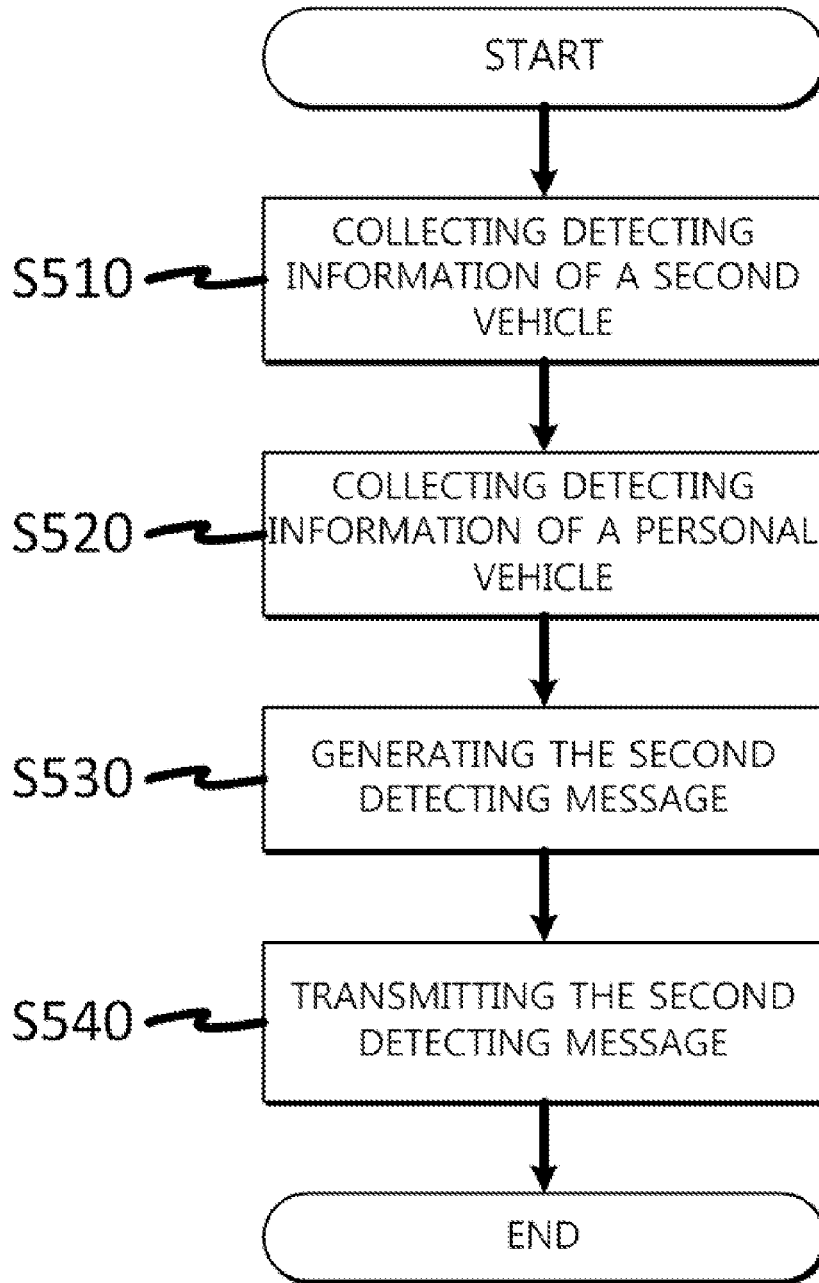 START
S510
COLLECTING DETECTING
INFORMATION OF A SECOND
VEHICLE
S520
COLLECTING DETECTING
INFORMATION OF A PERSONAL
VEHICLE
S530
GENERATING THE SECOND
DETECTING MESSAGE
S540
TRANSMITTING THE SECOND
DETECTING MESSAGE
END